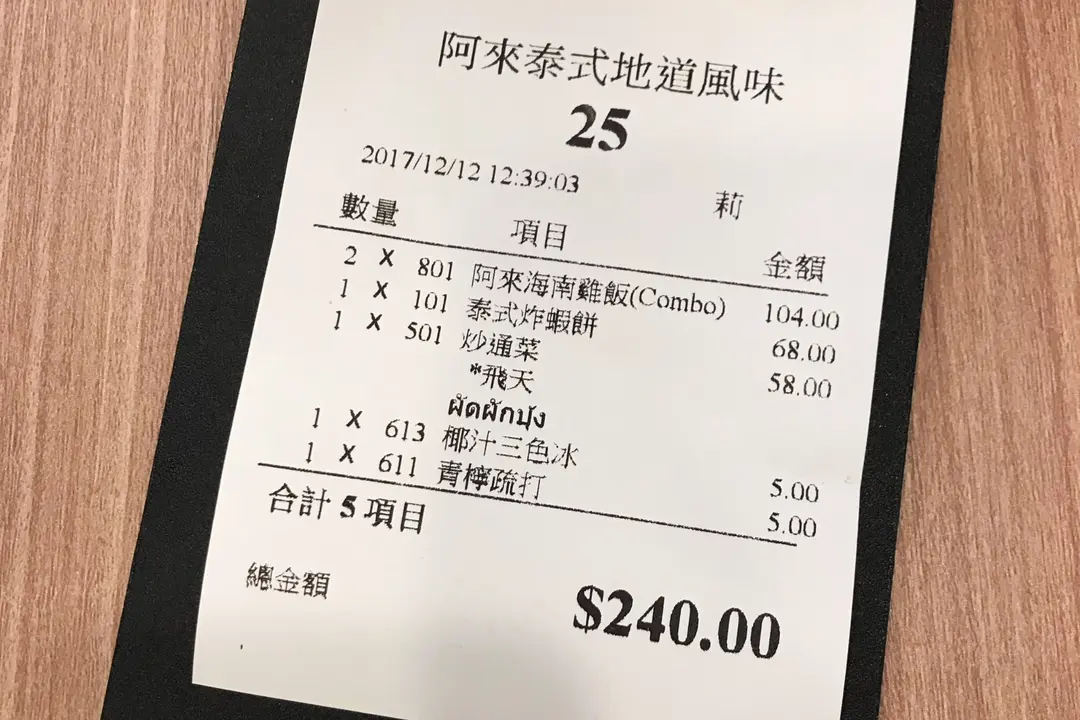 阿來泰式地道風味
25
2017/12/12 12:39:03 莉
數量 項目 金額
2 X 801 阿來海南雞飯(Combo) 104.00
1 X 101 泰式炸蝦餅 68.00
1 X 501 炒通菜 58.00
*飛天
ผัดผักบุ้ง
1 X 613 椰汁三色冰 5.00
1 X 611 青檸疏打 5.00
合計 5 項目
總金額 $240.00